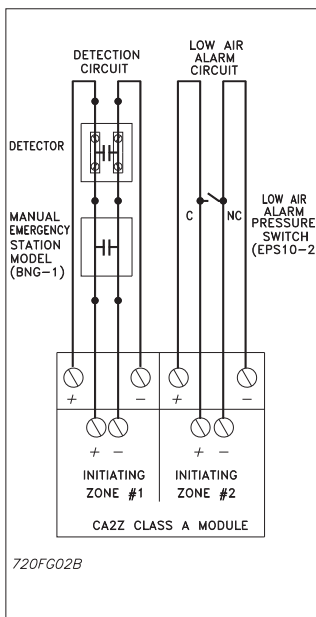 DETECTION
CIRCUIT
LOW AIR
ALARM
CIRCUIT
DETECTOR
MANUAL
EMERGENCY
STATION
MODEL
(BNG-1)
C
NC
LOW AIR
ALARM
PRESSURE
SWITCH
(EPS10-2
+
-
+
-
+ -
+ -
INITIATING
ZONE #1
INITIATING
ZONE #2
CA2Z CLASS A MODULE
720FG02B